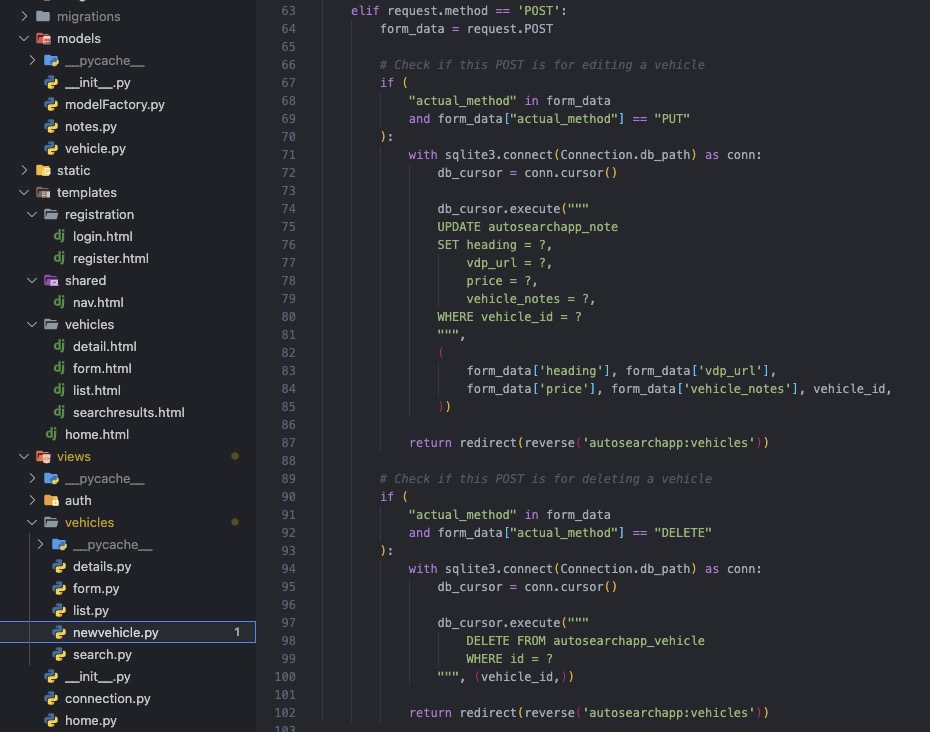 migrations
models
__pycache__
__init__.py
modelFactory.py
notes.py
vehicle.py
static
templates
registration
login.html
register.html
shared
nav.html
vehicles
detail.html
form.html
list.html
searchresults.html
home.html
views
__pycache__
auth
vehicles
__pycache__
details.py
form.py
list.py
newvehicle.py 1
search.py
__init__.py
connection.py
home.py
63 elif request.method == 'POST':
64 form_data = request.POST
65
66 # Check if this POST is for editing a vehicle
67 if (
68 "actual_method" in form_data
69 and form_data["actual_method"] == "PUT"
70 ):
71 with sqlite3.connect(Connection.db_path) as conn:
72 db_cursor = conn.cursor()
73
74 db_cursor.execute("""
75 UPDATE autosearchapp_note
76 SET heading = ?,
77 vdp_url = ?,
78 price = ?,
79 vehicle_notes = ?,
80 WHERE vehicle_id = ?
81 """,
82 (
83 form_data['heading'], form_data['vdp_url'],
84 form_data['price'], form_data['vehicle_notes'], vehicle_id,
85 ))
86
87 return redirect(reverse('autosearchapp:vehicles'))
88
89 # Check if this POST is for deleting a vehicle
90 if (
91 "actual_method" in form_data
92 and form_data["actual_method"] == "DELETE"
93 ):
94 with sqlite3.connect(Connection.db_path) as conn:
95 db_cursor = conn.cursor()
96
97 db_cursor.execute("""
98 DELETE FROM autosearchapp_vehicle
99 WHERE id = ?
100 """, (vehicle_id,))
101
102 return redirect(reverse('autosearchapp:vehicles'))
103